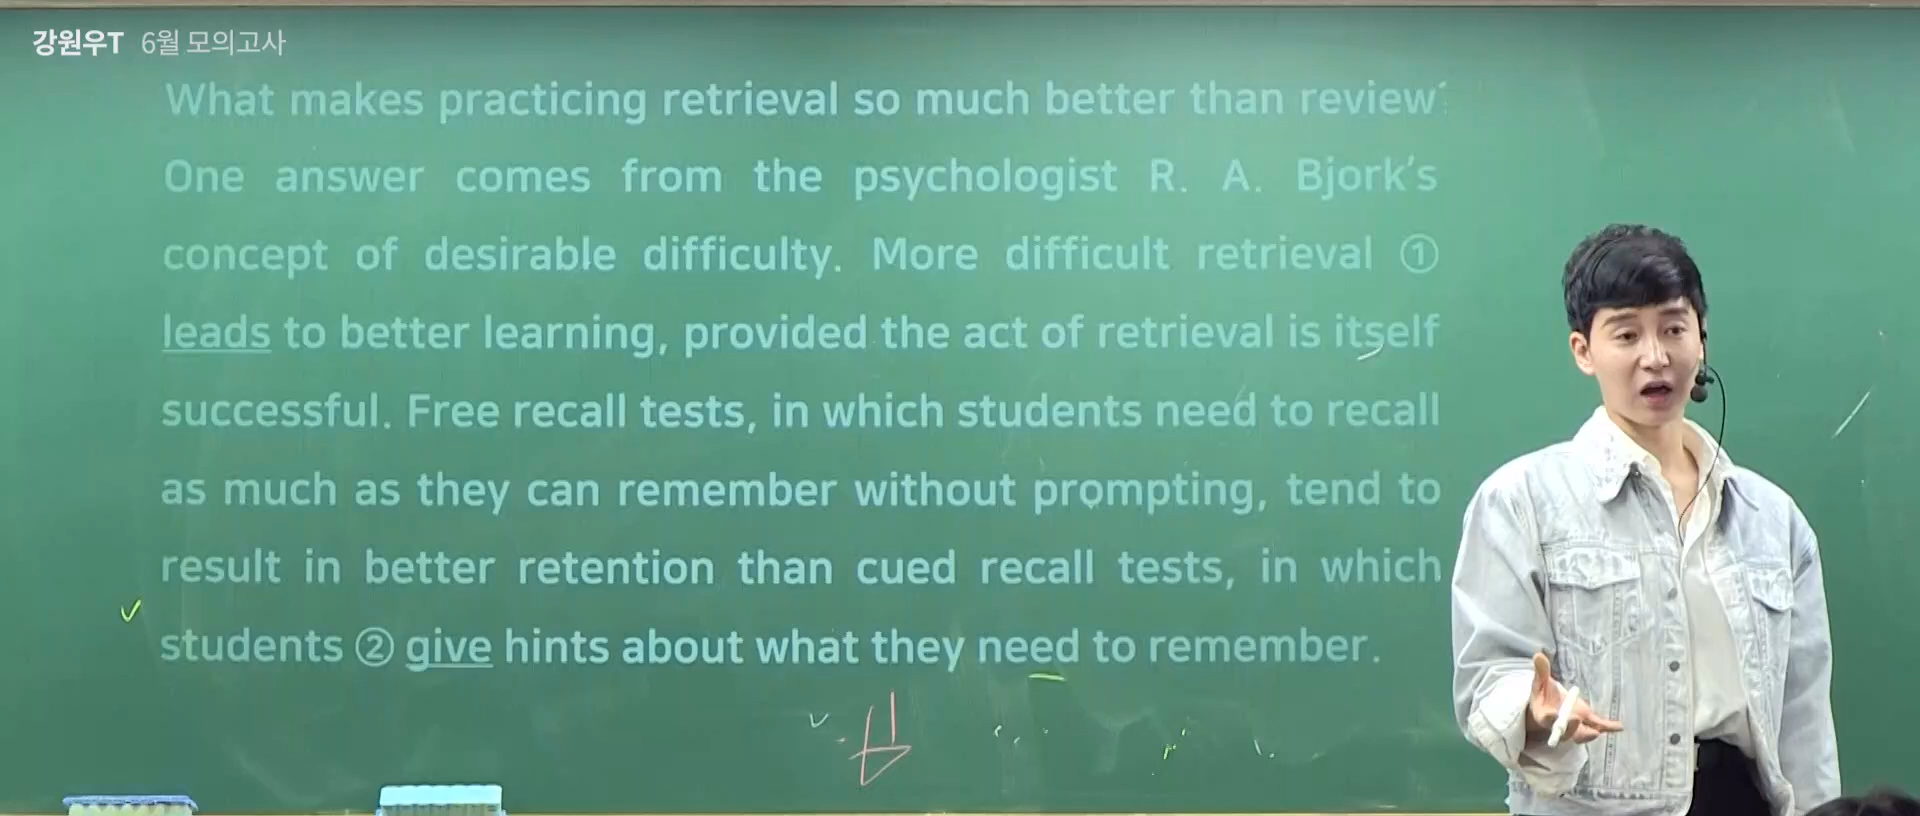 강원우T 6월 모의고사
What makes practicing retrieval so much better than review
One answer comes from the psychologist R. A. Bjork's
concept of desirable difficulty. More difficult retrieval ①
leads to better learning, provided the act of retrieval is itself
successful. Free recall tests, in which students need to recall
as much as they can remember without prompting, tend to
result in better retention than cued recall tests, in which
students ② give hints about what they need to remember.